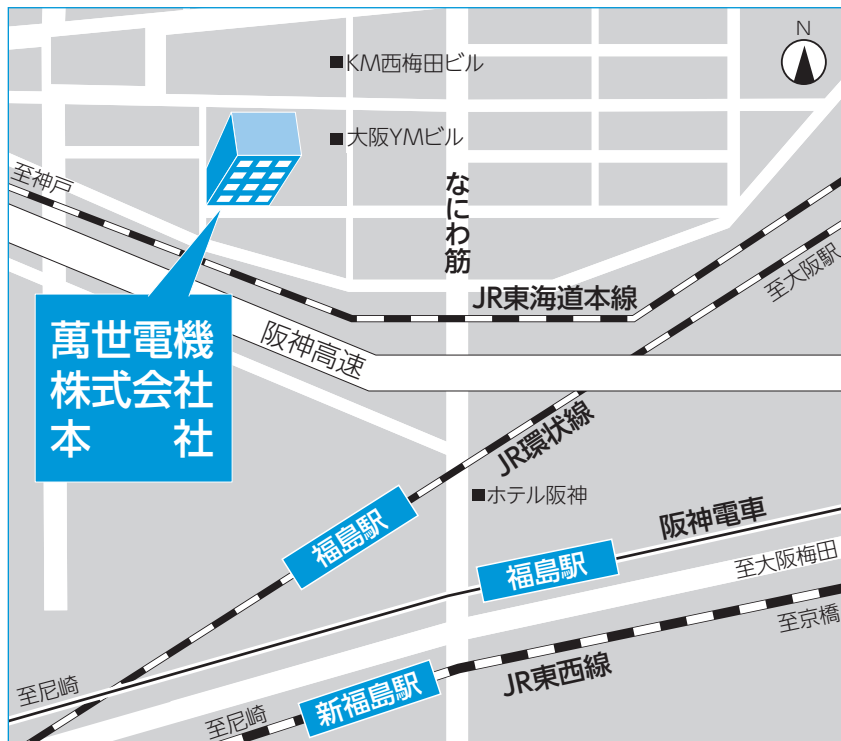 N
■KM西梅田ビル
■大阪YMビル
至神戸
なにわ筋
至大阪駅
JR東海道本線
萬世電機
株式会社
本　社
阪神高速
JR環状線
■ホテル阪神
阪神電車
福島駅
福島駅
至大阪梅田
至京橋
JR東西線
至尼崎
新福島駅
至尼崎